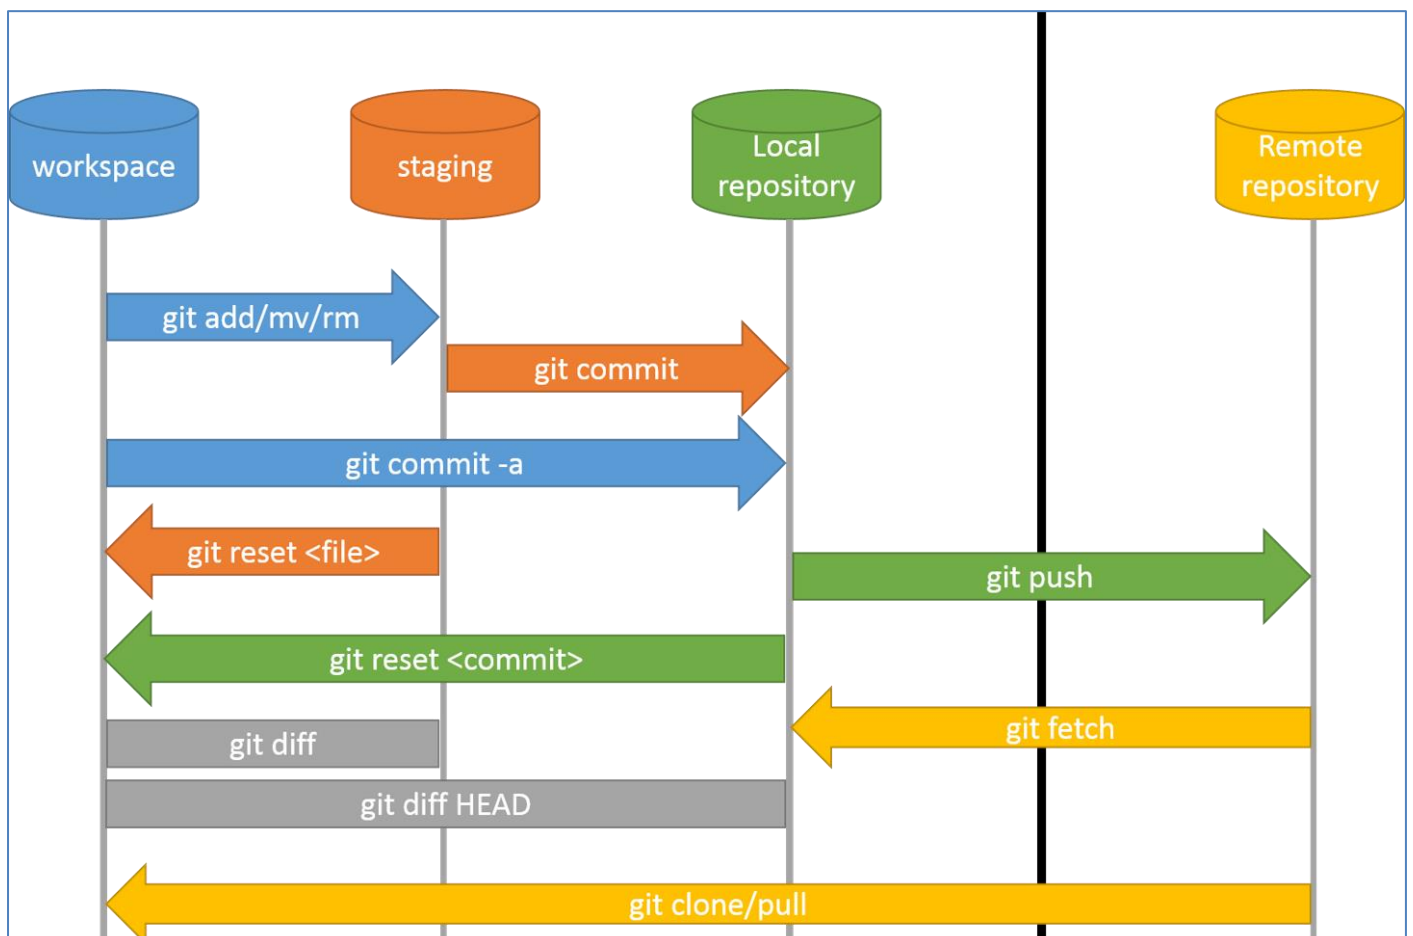 workspace
staging
Local
repository
Remote
repository
git add/mv/rm
git commit
git commit -a
git reset <file>
git push
git reset <commit>
git fetch
git diff
git diff HEAD
git clone/pull